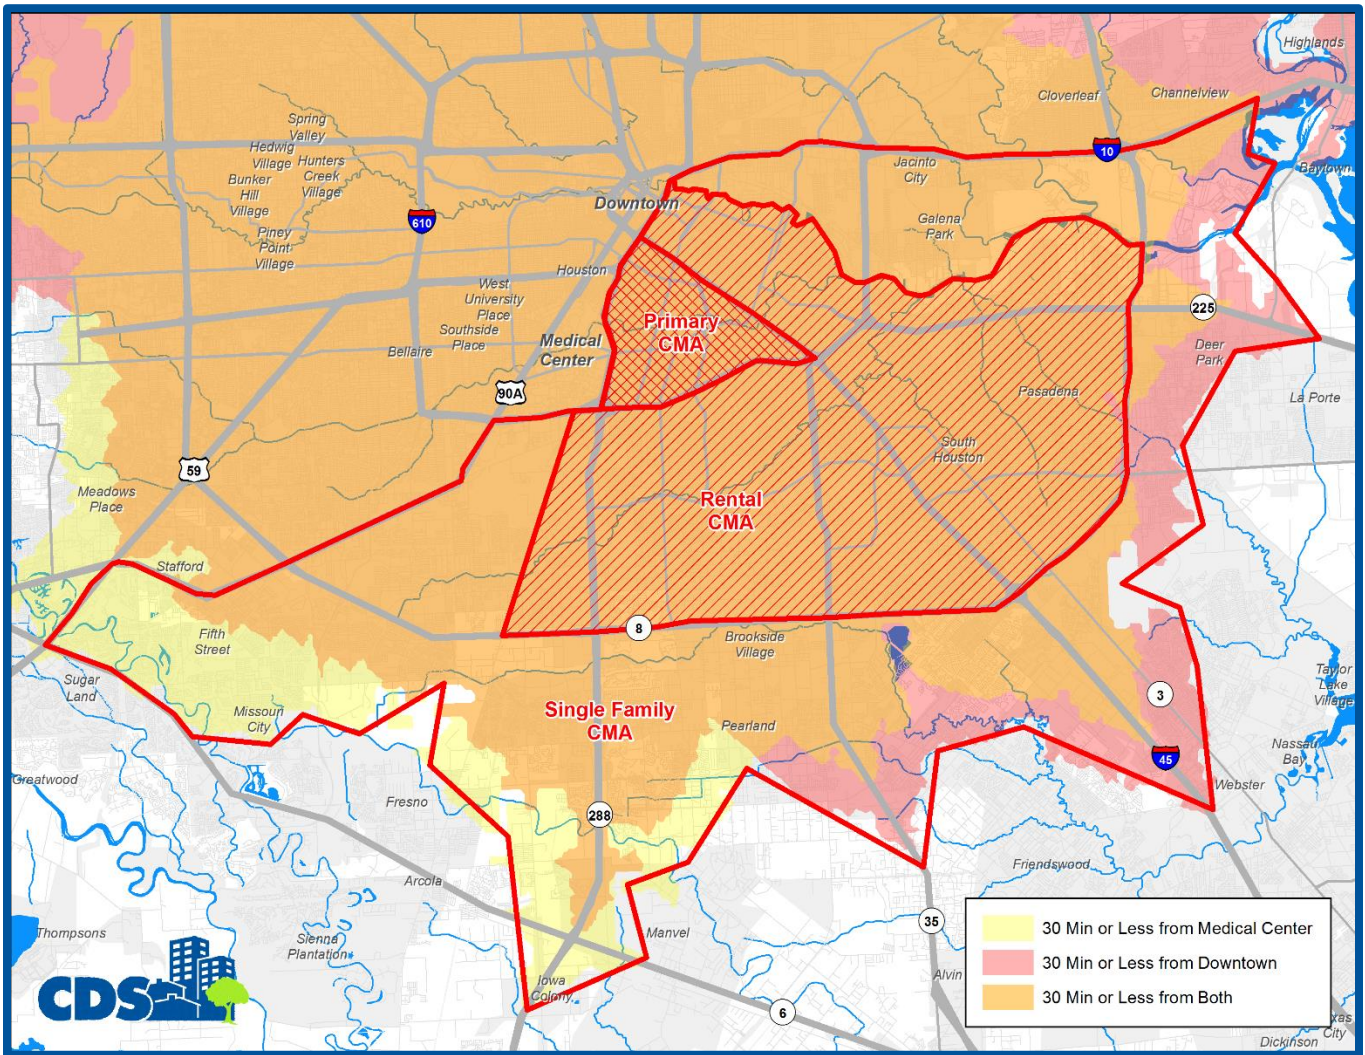 Highlands
Cloverleaf
Channelview
Spring
Valley
Hedwig
Village
Hunters
Creek
Village
Bunker
Hill
Village
Piney
Point
Village
10
Jacinto
City
Baytown
Downtown
610
Galena
Park
Houston
West
University
Place
Southside
Place
Medical
Center
Bellaire
90A
Primary
CMA
225
Deer
Park
Pasadena
La Porte
South
Houston
59
Meadows
Place
Rental
CMA
Stafford
Fifth
Street
8
Brookside
Village
Sugar
Land
Missouri
City
Single Family
CMA
Pearland
3
Taylor
Lake
Village
Nassau
Bay
45
Webster
Greatwood
Fresno
288
Arcola
Friendswood
Thompsons
Sienna
Plantation
Manvel
35
Alvin
Iowa
Colony
6
CDS
30 Min or Less from Medical Center
30 Min or Less from Downtown
30 Min or Less from Both
xas
City
Dickinson